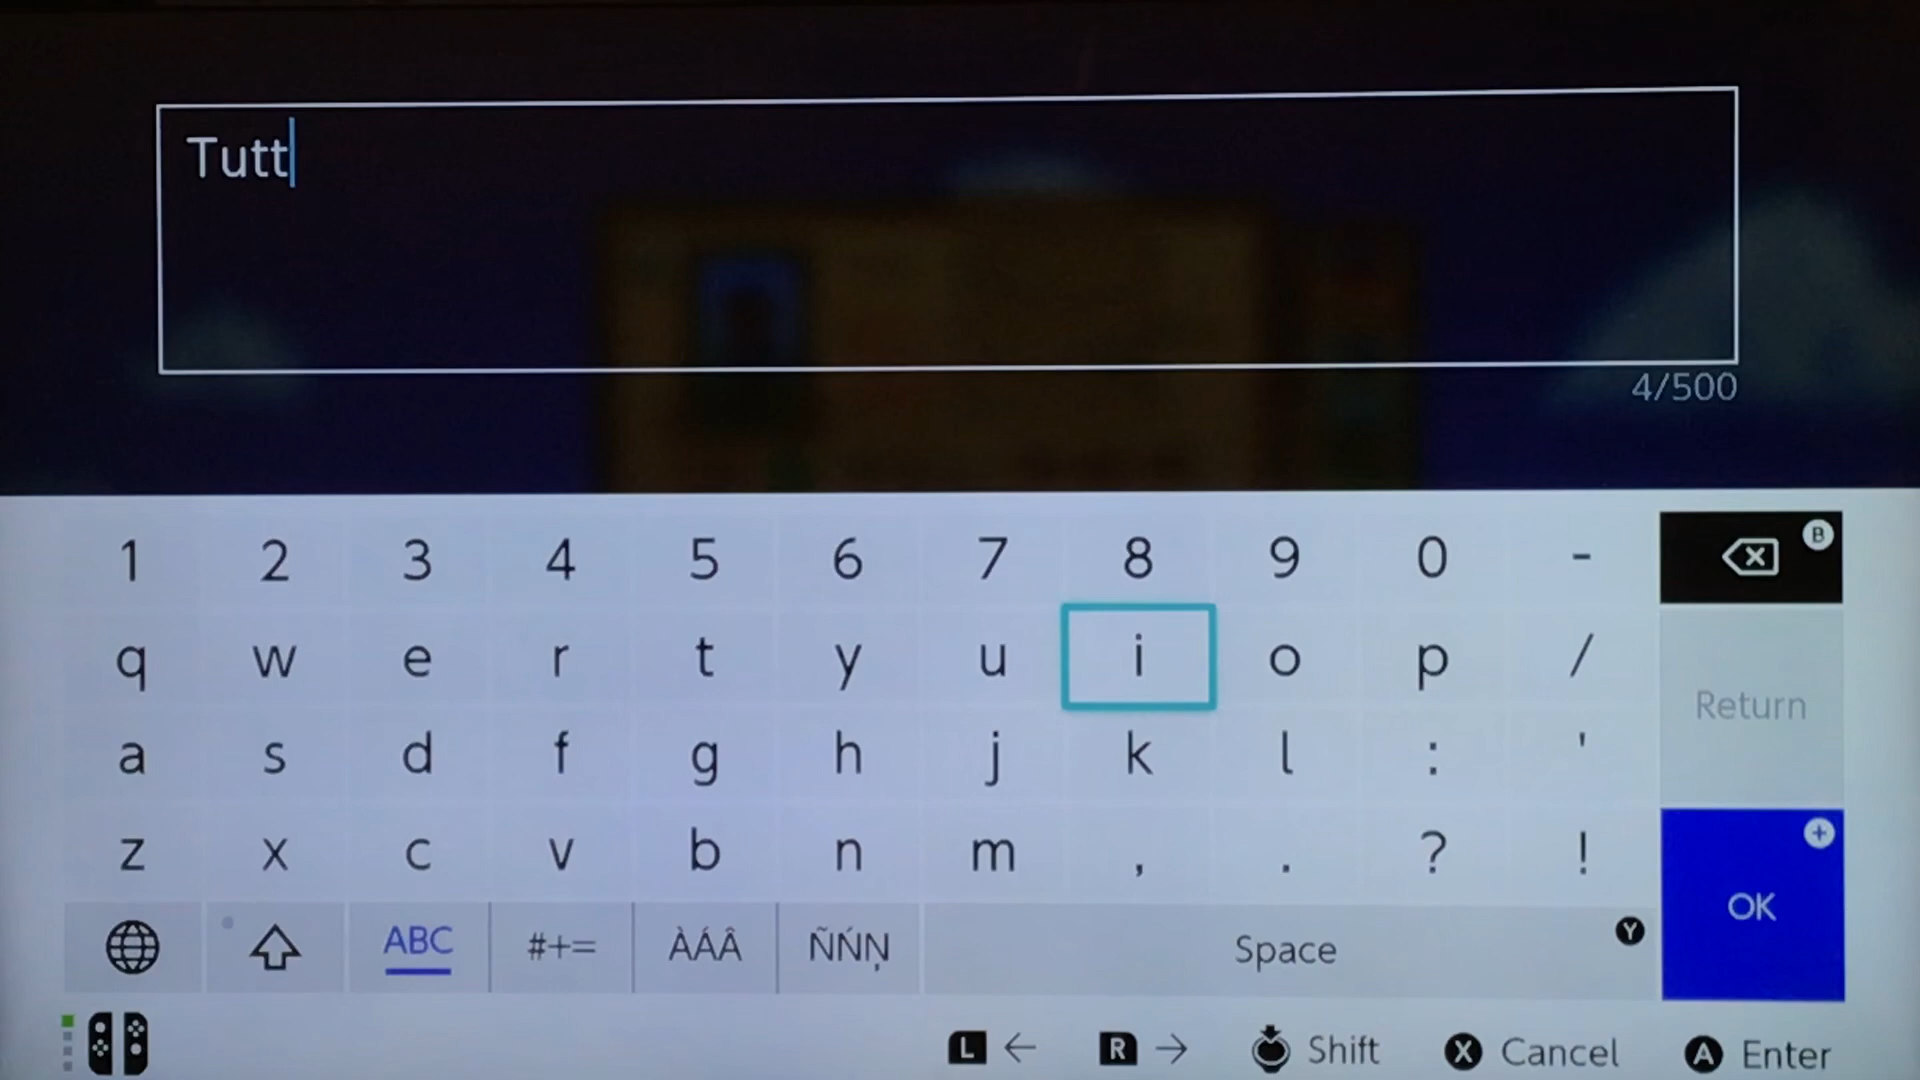 Tutt
4/500
1 2 3 4 5 6 7 8 9 0 -
B
q w e r t y u i o p /
Return
a s d f g h j k l : '
z x c v b n m , . ? !
+
OK
ABC #+= ÀÁÂ ÑŃŅ Space Y
L ← R → Shift X Cancel A Enter